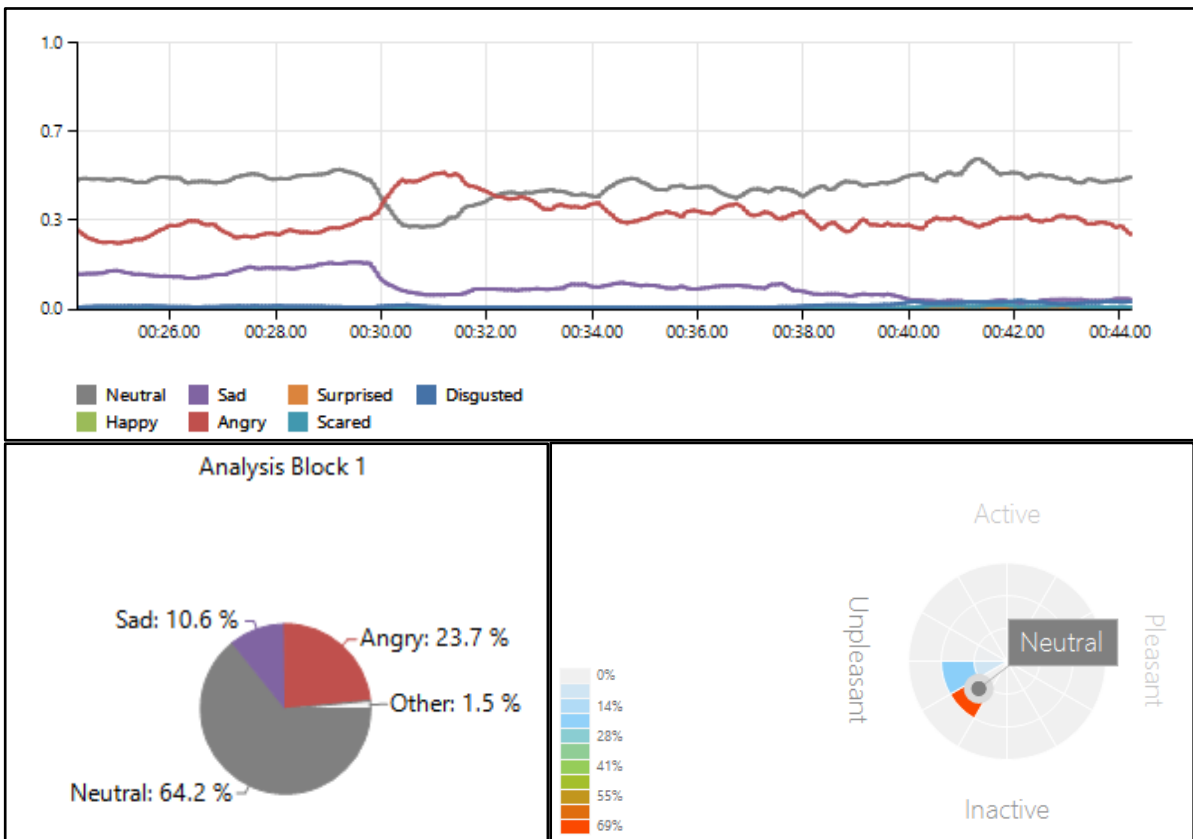 1.0
0.7
0.3
0.0
00:26.00 00:28.00 00:30.00 00:32.00 00:34.00 00:36.00 00:38.00 00:40.00 00:42.00 00:44.00
Neutral Sad Surprised Disgusted
Happy Angry Scared
Analysis Block 1
Sad: 10.6 %
Angry: 23.7 %
Other: 1.5 %
Neutral: 64.2 %
Active
Unpleasant
Neutral
Pleasant
Inactive
0%
14%
28%
41%
55%
69%